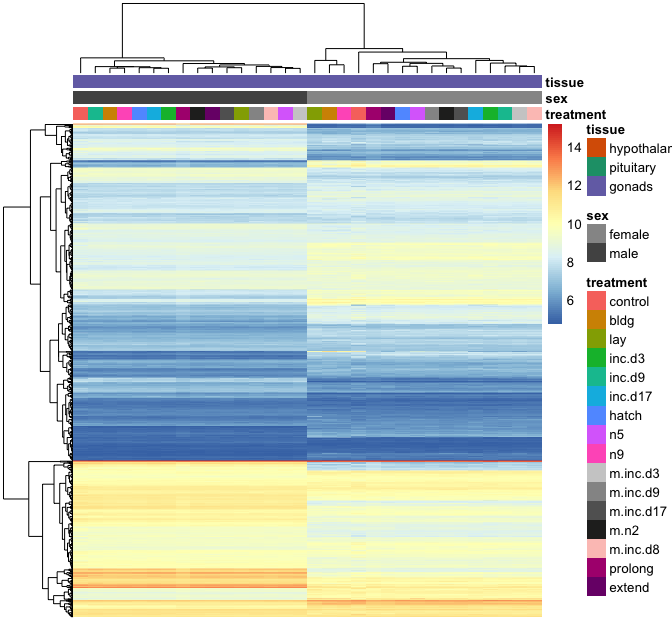 tissue
sex
treatment
14
12
10
8
6
tissue
hypothalar
pituitary
gonads
sex
female
male
treatment
control
bldg
lay
inc.d3
inc.d9
inc.d17
hatch
n5
n9
m.inc.d3
m.inc.d9
m.inc.d17
m.n2
m.inc.d8
prolong
extend